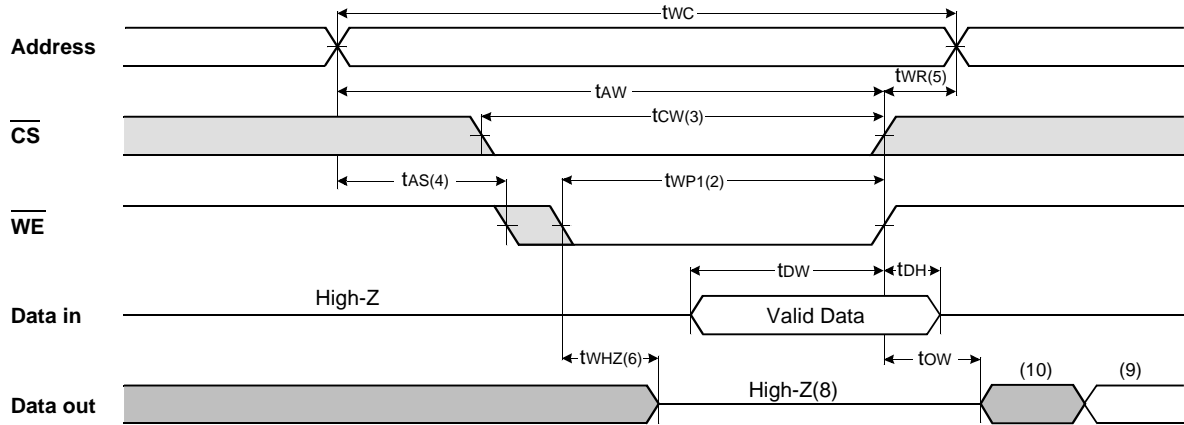 tWC
Address
tAW
tWR(5)
tCW(3)
CS
tAS(4)
tWP1(2)
WE
tDW
tDH
High-Z
Data in
Valid Data
tWHZ(6)
tOW
(10)
(9)
High-Z(8)
Data out